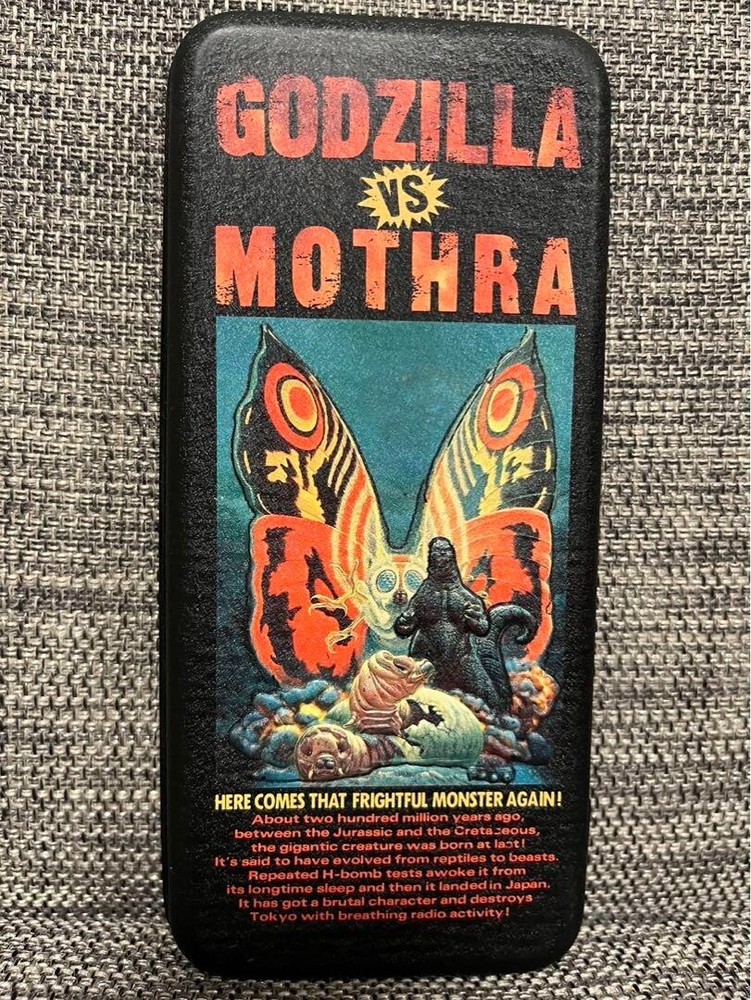 GODZILLA
VS
MOTHRA
HERE COMES THAT FRIGHTFUL MONSTER AGAIN!
About two hundred million years ago,
between the Jurassic and the Cretaceous,
the gigantic creature was born at last!
It's said to have evolved from reptiles to beasts.
Repeated H-bomb tests awoke it from
its longtime sleep and then it landed in Japan.
It has got a brutal character and destroys
Tokyo with breathing radio activity!